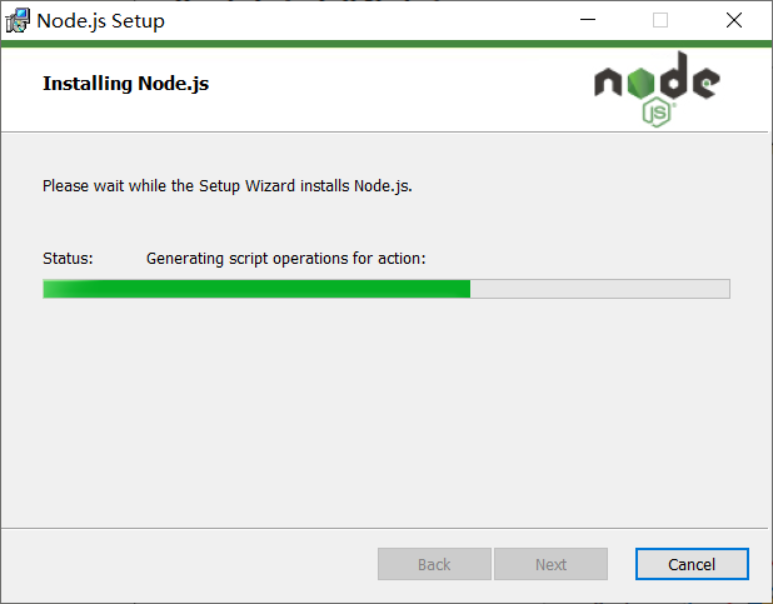 Node.js Setup
Installing Node.js
node
JS
Please wait while the Setup Wizard installs Node.js.
Status: Generating script operations for action:
Back Next Cancel